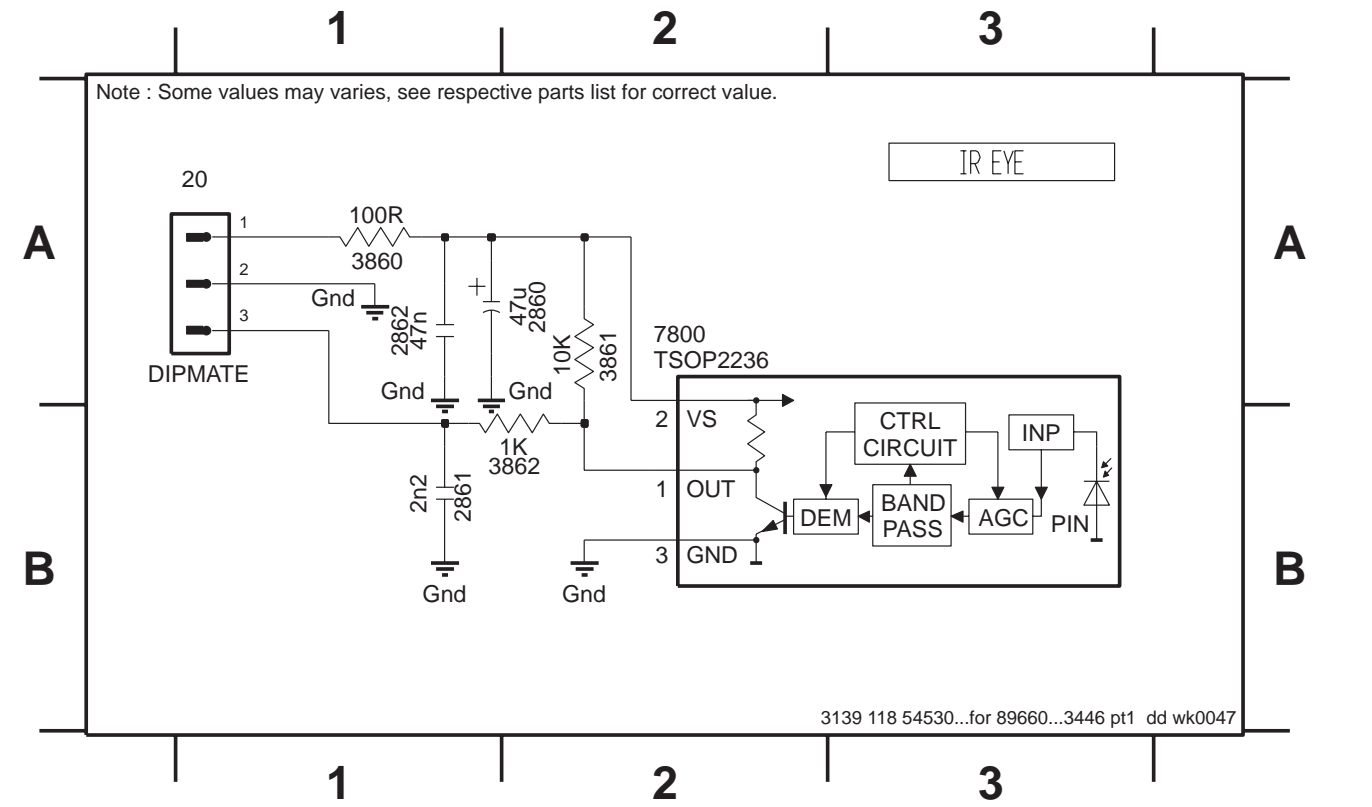 1 2 3
Note : Some values may varies, see respective parts list for correct value.
IR EYE
20
1
100R
3860
A
A
2
Gnd
3
2862
47n
47u
2860
10K
3861
7800
TSOP2236
DIPMATE
Gnd
Gnd
2 VS
CTRL
CIRCUIT
INP
1K
3862
2n2
2861
1 OUT
DEM
BAND
PASS
AGC
PIN
3 GND
B
B
Gnd
Gnd
3139 118 54530...for 89660...3446 pt1 dd wk0047
1 2 3